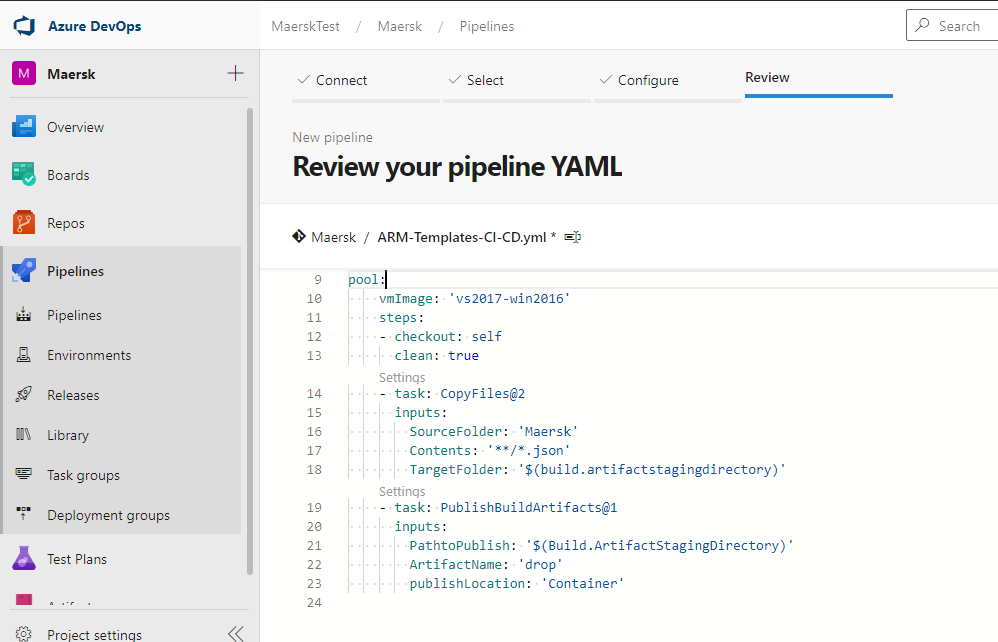 Azure DevOps
MaerskTest / Maersk / Pipelines
Search
M Maersk
Connect
Select
Configure
Review
Overview
Boards
Repos
Pipelines
Pipelines
Environments
Releases
Library
Task groups
Deployment groups
Test Plans
Project settings
New pipeline
Review your pipeline YAML
Maersk / ARM-Templates-CI-CD.yml *
9 pool:
10 vmImage: 'vs2017-win2016'
11 steps:
12 - checkout: self
13 clean: true
Settings
14 - task: CopyFiles@2
15 inputs:
16 SourceFolder: 'Maersk'
17 Contents: '**/*.json'
18 TargetFolder: '$(build.artifactstagingdirectory)'
Settings
19 - task: PublishBuildArtifacts@1
20 inputs:
21 PathtoPublish: '$(Build.ArtifactStagingDirectory)'
22 ArtifactName: 'drop'
23 publishLocation: 'Container'
24